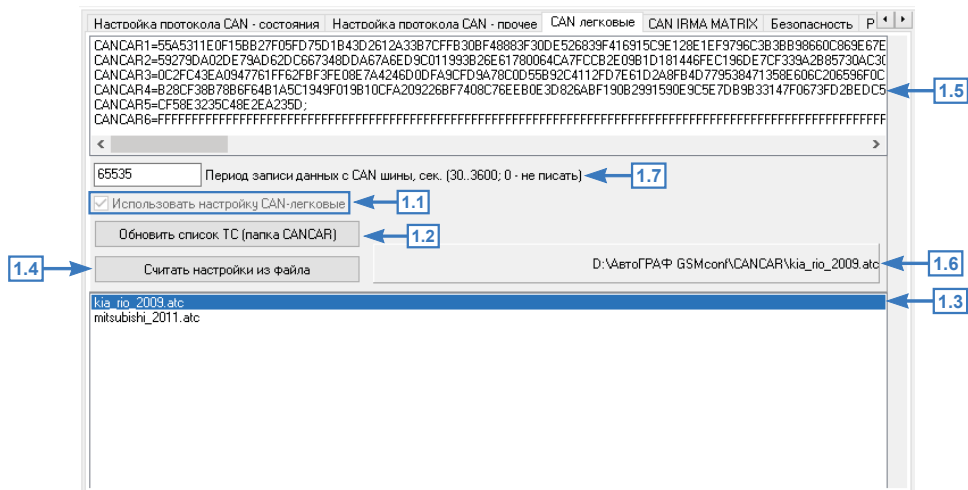 Настройка протокола CAN - состояния Настройка протокола CAN - прочее CAN легковые CAN IRMA MATRIX Безопасность Р
CANCAR1=55A5311E0F15BB27F05FD75D1B43D2612A33B7CFFB30BF48883F30DE526839F416915C9E128E1EF9796C3B3BB98660C869E67E
CANCAR2=59279DA02DE79AD62DC667348DDA67A6ED9C011993B26E61780064CA7FCCB2E09B1D181446FEC196DE7CF339A2B85730AC3(
CANCAR3=0C2FC43EA0947761FF62FBF3FE08E7A4246D0DFA9CFD9A78C0D55B92C4112FD7E61D2A8FB4D779538471358E606C206596F0C
CANCAR4=B28CF38B78B6F64B1A5C1949F019B10CFA209226BF7408C76EEB0E3D826ABF190B2991590E9C5E7DB9B33147F0673FD2BEDC5
1.5
CANCAR5=CF58E3235C48E2EA235D;
CANCAR6=FFFFFFFFFFFFFFFFFFFFFFFFFFFFFFFFFFFFFFFFFFFFFFFFFFFFFFFFFFFFFFFFFFFFFFFFFFFFFFFFFFFFFFFFFFFFFFFFFFFF
65535 Период записи данных с CAN шины, сек. (30..3600; 0 - не писать) 1.7
Использовать настройку CAN-легковые 1.1
Обновить список ТС (папка CANCAR) 1.2
1.4 Считать настройки из файла D:\АвтоГРАФ GSMconf\CANCAR\kia_rio_2009.atc 1.6
kia_rio_2009.atc 1.3
mitsubishi_2011.atc